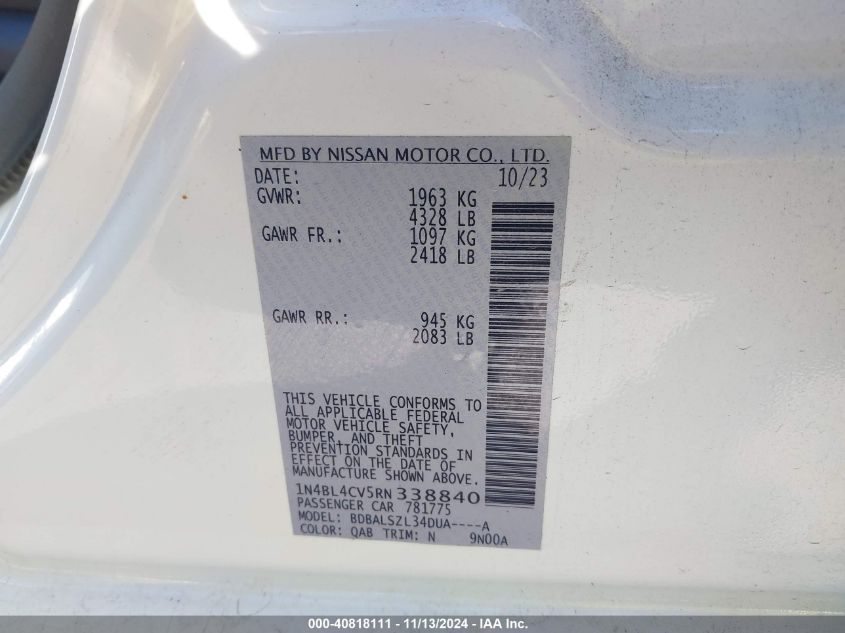 MFD BY NISSAN MOTOR CO., LTD.
DATE: 10/23
GVWR: 1963 KG
4328 LB
GAWR FR.: 1097 KG
2418 LB
GAWR RR.: 945 KG
2083 LB
THIS VEHICLE CONFORMS TO
ALL APPLICABLE FEDERAL
MOTOR VEHICLE SAFETY,
BUMPER, AND THEFT
PREVENTION STANDARDS IN
EFFECT ON THE DATE OF
MANUFACTURE SHOWN ABOVE.
1N4BL4CV5RN338840
PASSENGER CAR 781775
MODEL: BDBALSZL34DUA----A
COLOR: QAB TRIM: N 9N00A
000-40818111 - 11/13/2024 - IAA Inc.